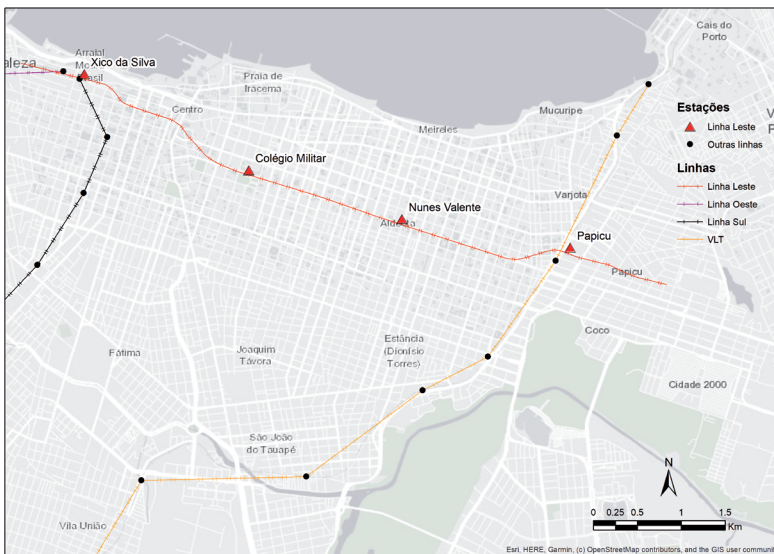 Cais do
Porto
Arraial
Xico da Silva
Praia de
Iracema
Centro
Mucuripe
Meireles
Estações
Linha Leste
Outras linhas
Colégio Militar
Linhas
Linha Leste
Linha Oeste
Linha Sul
VLT
Varjota
Nunes Valente
Papicu
Papicu
Estância
(Dionísio
Torres)
Coco
Fátima
Joaquim
Távora
Cidade 2000
São João
do Tauapé
N
0 0.25 0.5 1 1.5
Km
Vila União
Esri, HERE, Garmin, (c) OpenStreetMap contributors, and the GIS user